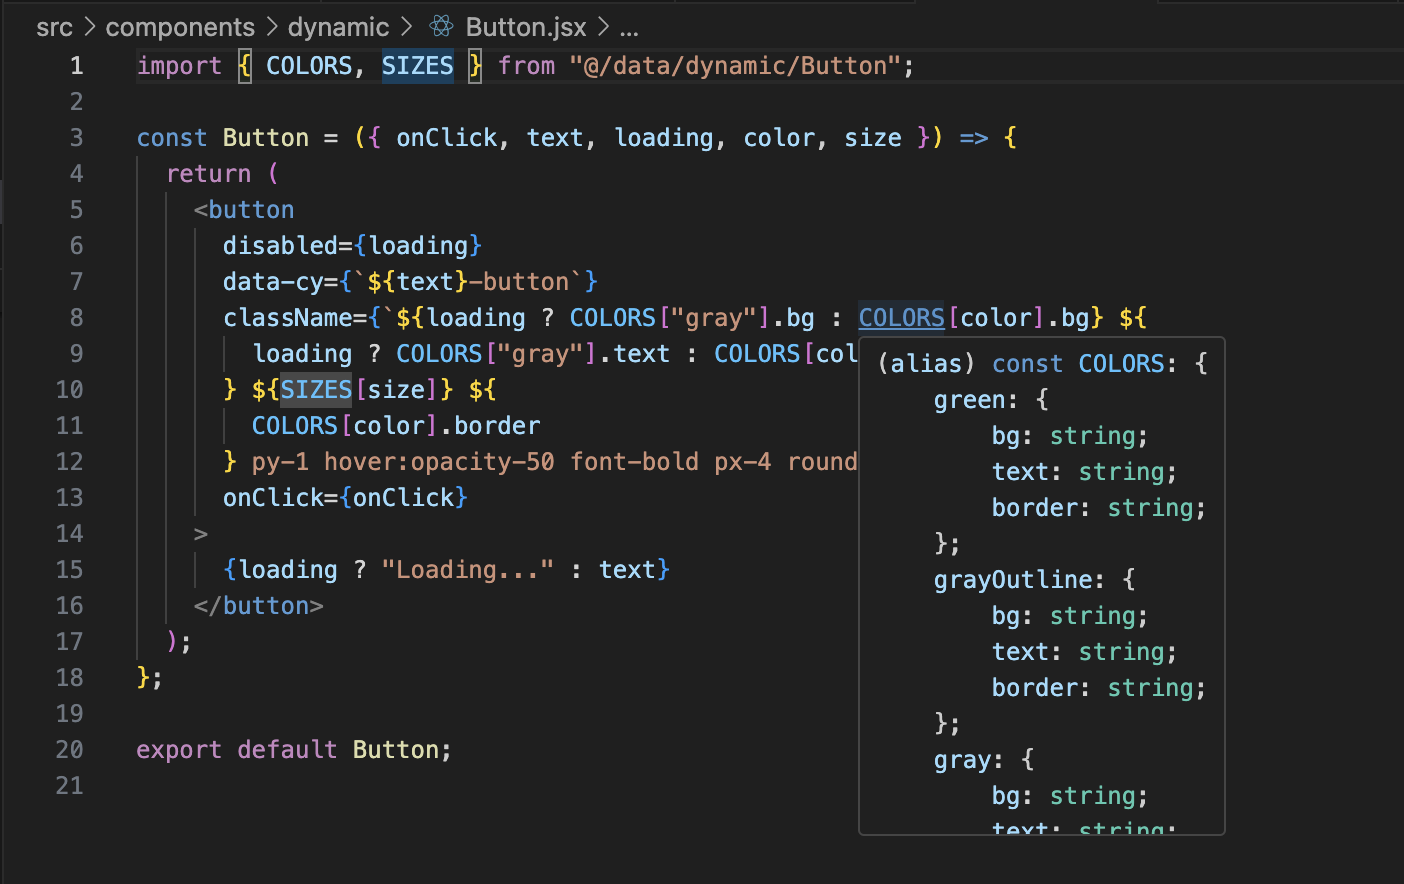 src > components > dynamic > Button.jsx > ...
1 import { COLORS, SIZES } from "@/data/dynamic/Button";
2
3 const Button = ({ onClick, text, loading, color, size }) => {
4 return (
5 <button
6 disabled={loading}
7 data-cy={`${text}-button`}
8 className={`${loading ? COLORS["gray"].bg : COLORS[color].bg} ${
9 loading ? COLORS["gray"].text : COLORS[col
10 } ${SIZES[size]} ${
11 COLORS[color].border
12 } py-1 hover:opacity-50 font-bold px-4 round
13 onClick={onClick}
14 >
15 {loading ? "Loading..." : text}
16 </button>
17 );
18 };
19
20 export default Button;
21
(alias) const COLORS: {
green: {
bg: string;
text: string;
border: string;
};
grayOutline: {
bg: string;
text: string;
border: string;
};
gray: {
bg: string;
text: string;